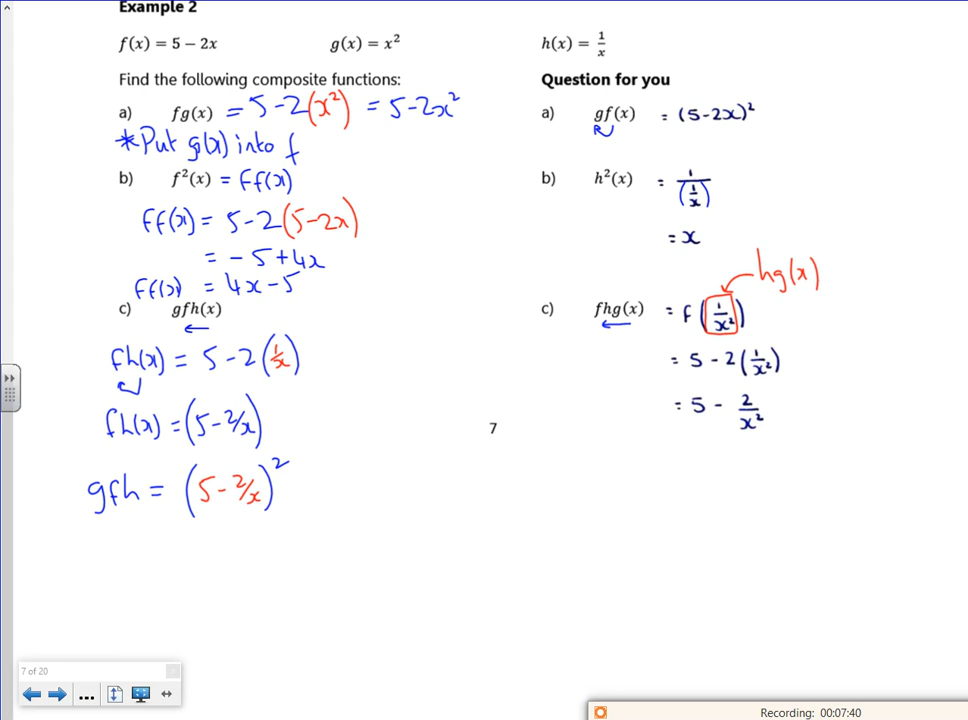 Example 2
f(x) = 5 – 2x
g(x) = x²
h(x) = 1/x
Find the following composite functions:
a) fg(x) = 5 - 2(x²) = 5 - 2x²
*Put g(x) into f
b) f²(x) = ff(x)
ff(x) = 5 - 2(5 - 2x)
= -5 + 4x
ff(x) = 4x - 5
c) gfh(x)
fh(x) = 5 - 2(1/x)
fh(x) = (5 - 2/x)
gfh = (5 - 2/x)²
Question for you
a) gf(x) = (5-2x)²
b) h²(x) = 1/(1/x)
= x
hg(x)
c) fhg(x) = f(1/x²)
= 5 - 2(1/x²)
= 5 - 2/x²
7
7 of 20
...
Recording: 00:07:40